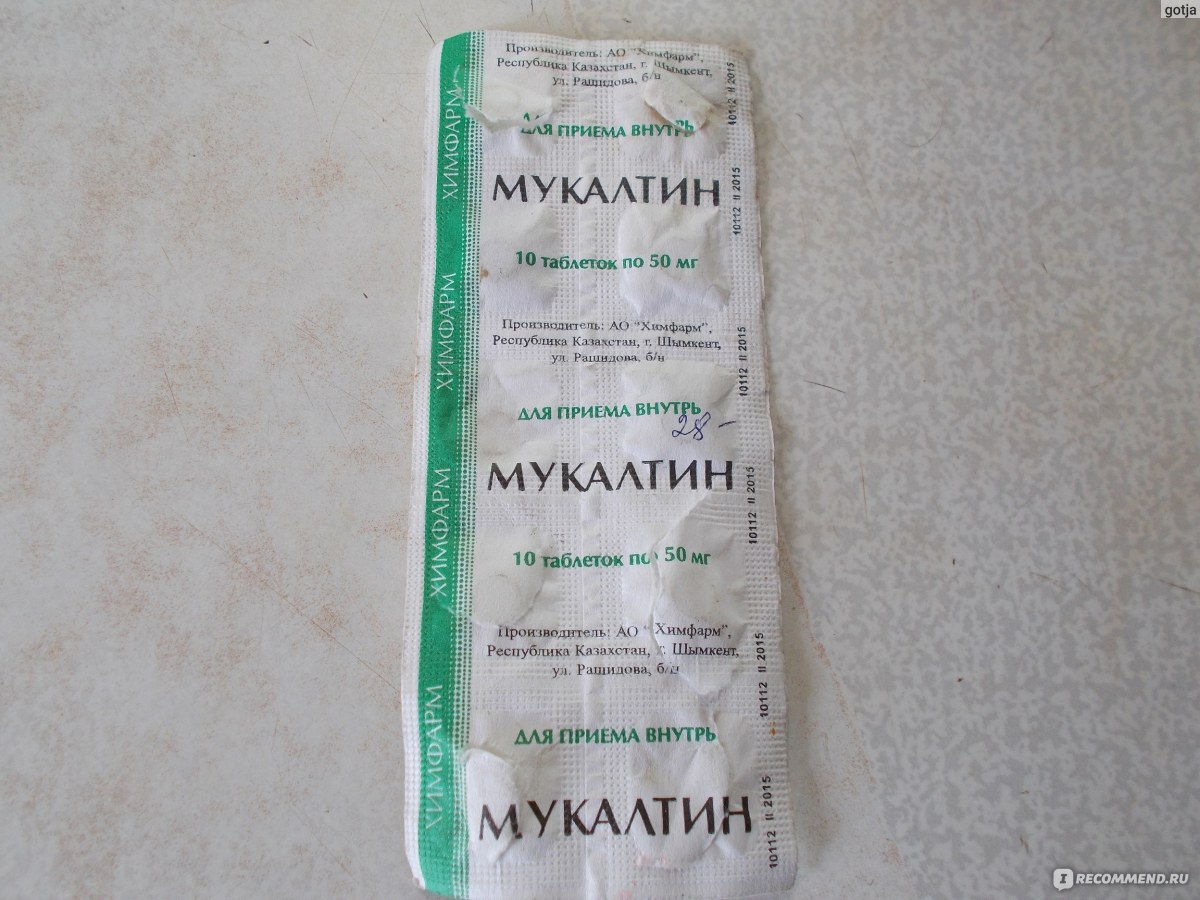 gotja
Производитель: АО "Химфарм",
Республика Казахстан, г. Шымкент,
ул. Рашидова, б/н
ДЛЯ ПРИЕМА ВНУТРЬ
МУКАЛТИН
10 таблеток по 50 мг
Производитель: АО "Химфарм",
Республика Казахстан, г. Шымкент,
ул. Рашидова, б/н
ДЛЯ ПРИЕМА ВНУТРЬ
28 –
МУКАЛТИН
10 таблеток по 50 мг
Производитель: АО "Химфарм",
Республика Казахстан, г. Шымкент,
ул. Рашидова, б/н
ДЛЯ ПРИЕМА ВНУТРЬ
МУКАЛТИН
ХИМФАРМ
ХИМФАРМ
ХИМФАРМ
ХИМФАРМ
10112 II 2015
10112 II 2015
10112 II 2015
10112 II 2015
10112 II 2015
10112 II 2015
IRECOMMEND.RU